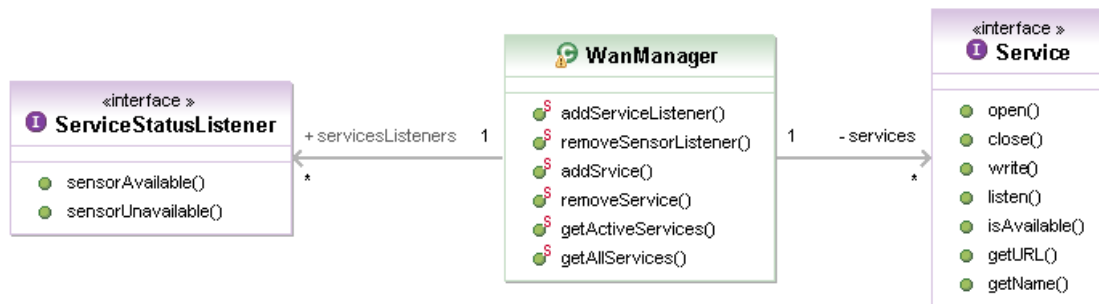 «interface »
I ServiceStatusListener
sensorAvailable()
sensorUnavailable()
+ servicesListeners 1
*
C WanManager
S addServiceListener()
S removeSensorListener()
S addSrvice()
S removeService()
S getActiveServices()
S getAllServices()
1 - services
*
«interface »
I Service
open()
close()
write()
listen()
isAvailable()
getURL()
getName()